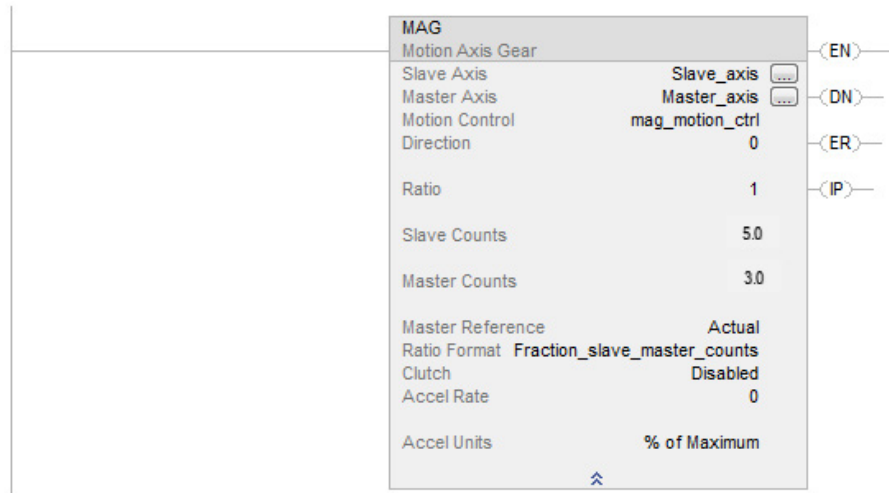 MAG
Motion Axis Gear
(EN)
Slave Axis Slave_axis ...
Master Axis Master_axis ...
(DN)
Motion Control mag_motion_ctrl
Direction 0
(ER)
Ratio 1
(IP)
Slave Counts 5.0
Master Counts 3.0
Master Reference Actual
Ratio Format Fraction_slave_master_counts
Clutch Disabled
Accel Rate 0
Accel Units % of Maximum